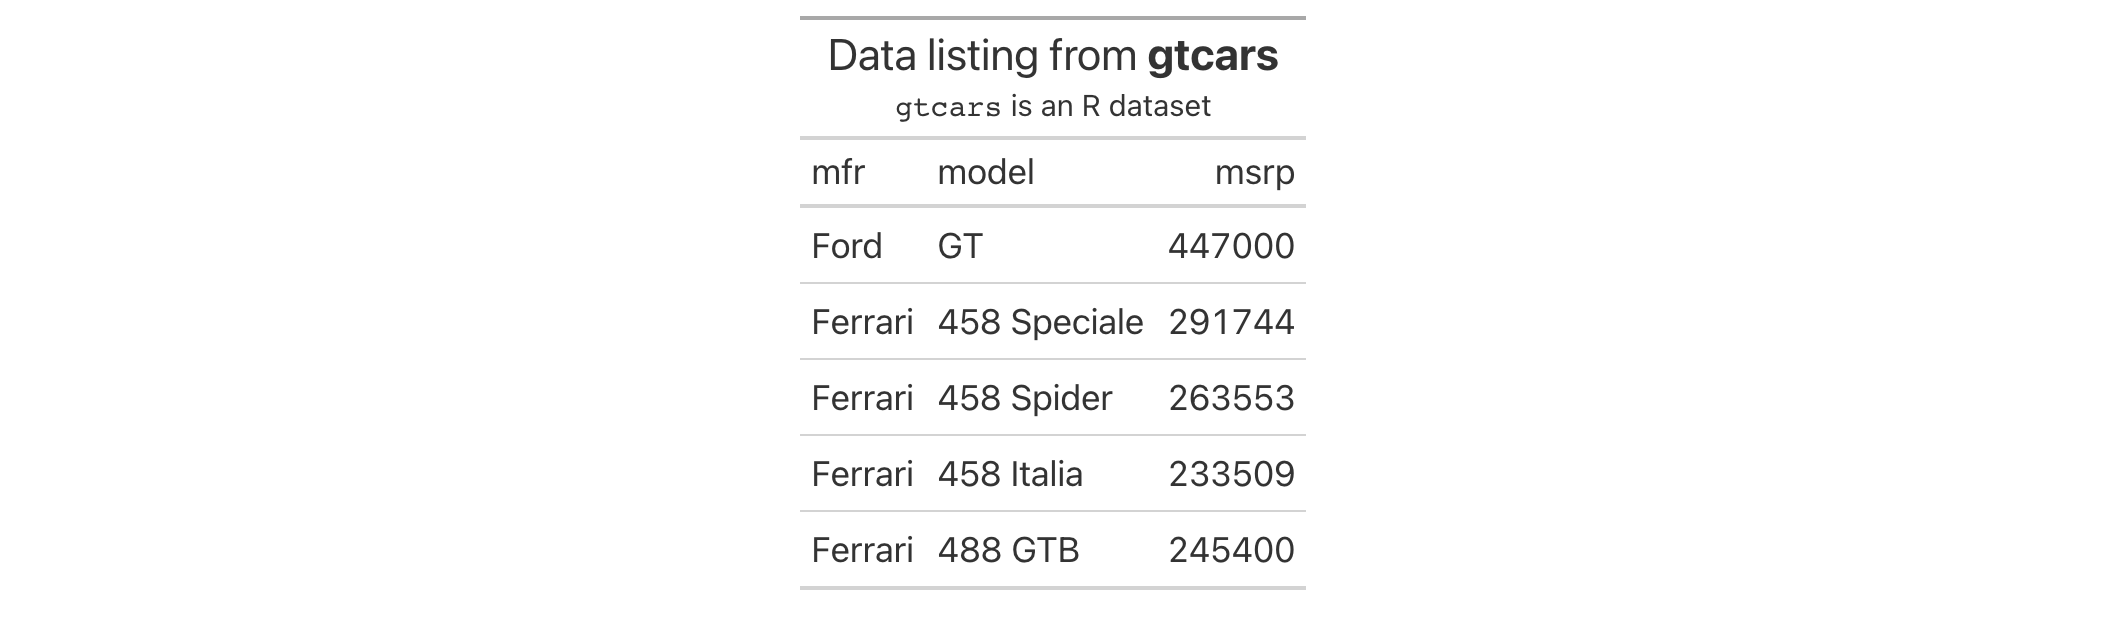 Data listing from gtcars
gtcars is an R dataset
mfr model msrp
Ford GT 447000
Ferrari 458 Speciale 291744
Ferrari 458 Spider 263553
Ferrari 458 Italia 233509
Ferrari 488 GTB 245400